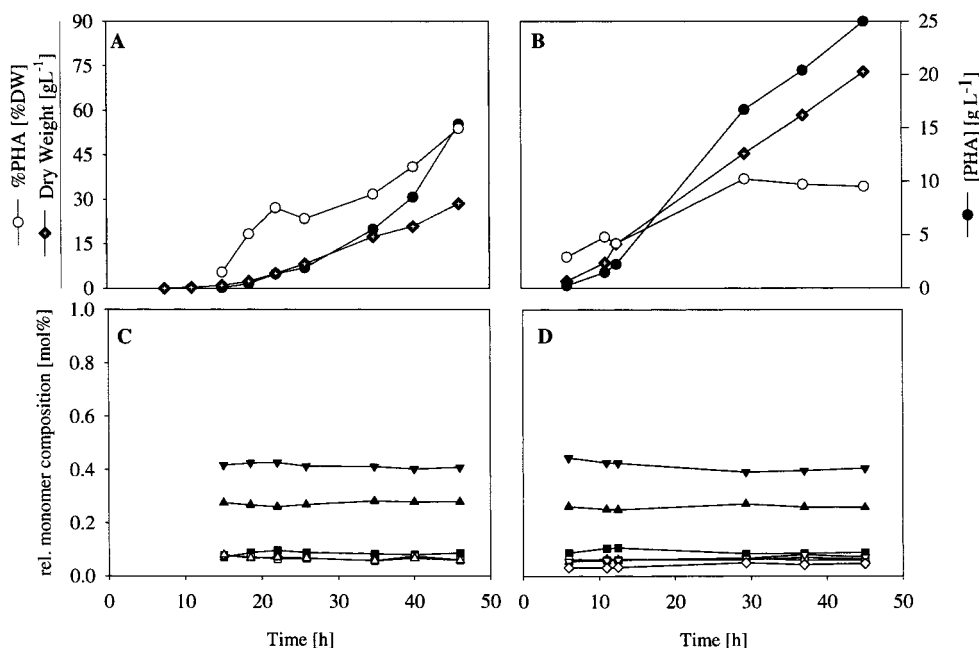 A
B
90
75
60
45
30
15
0
%PHA [%DW]
Dry Weight [gL-1]
25
20
15
10
5
0
[PHA] [g L-1]
C
D
1.0
0.8
0.6
0.4
0.2
0.0
rel. monomer composition [mol%]
0 10 20 30 40 50
0 10 20 30 40 50
Time [h]
Time [h]